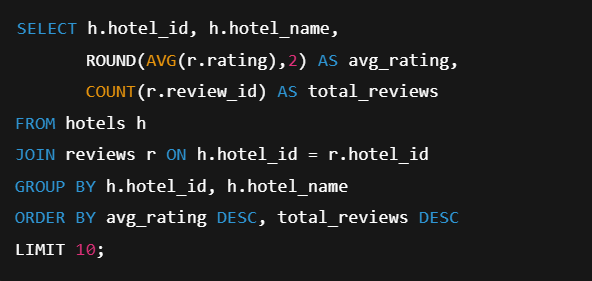 SELECT h.hotel_id, h.hotel_name,
ROUND(AVG(r.rating),2) AS avg_rating,
COUNT(r.review_id) AS total_reviews
FROM hotels h
JOIN reviews r ON h.hotel_id = r.hotel_id
GROUP BY h.hotel_id, h.hotel_name
ORDER BY avg_rating DESC, total_reviews DESC
LIMIT 10;